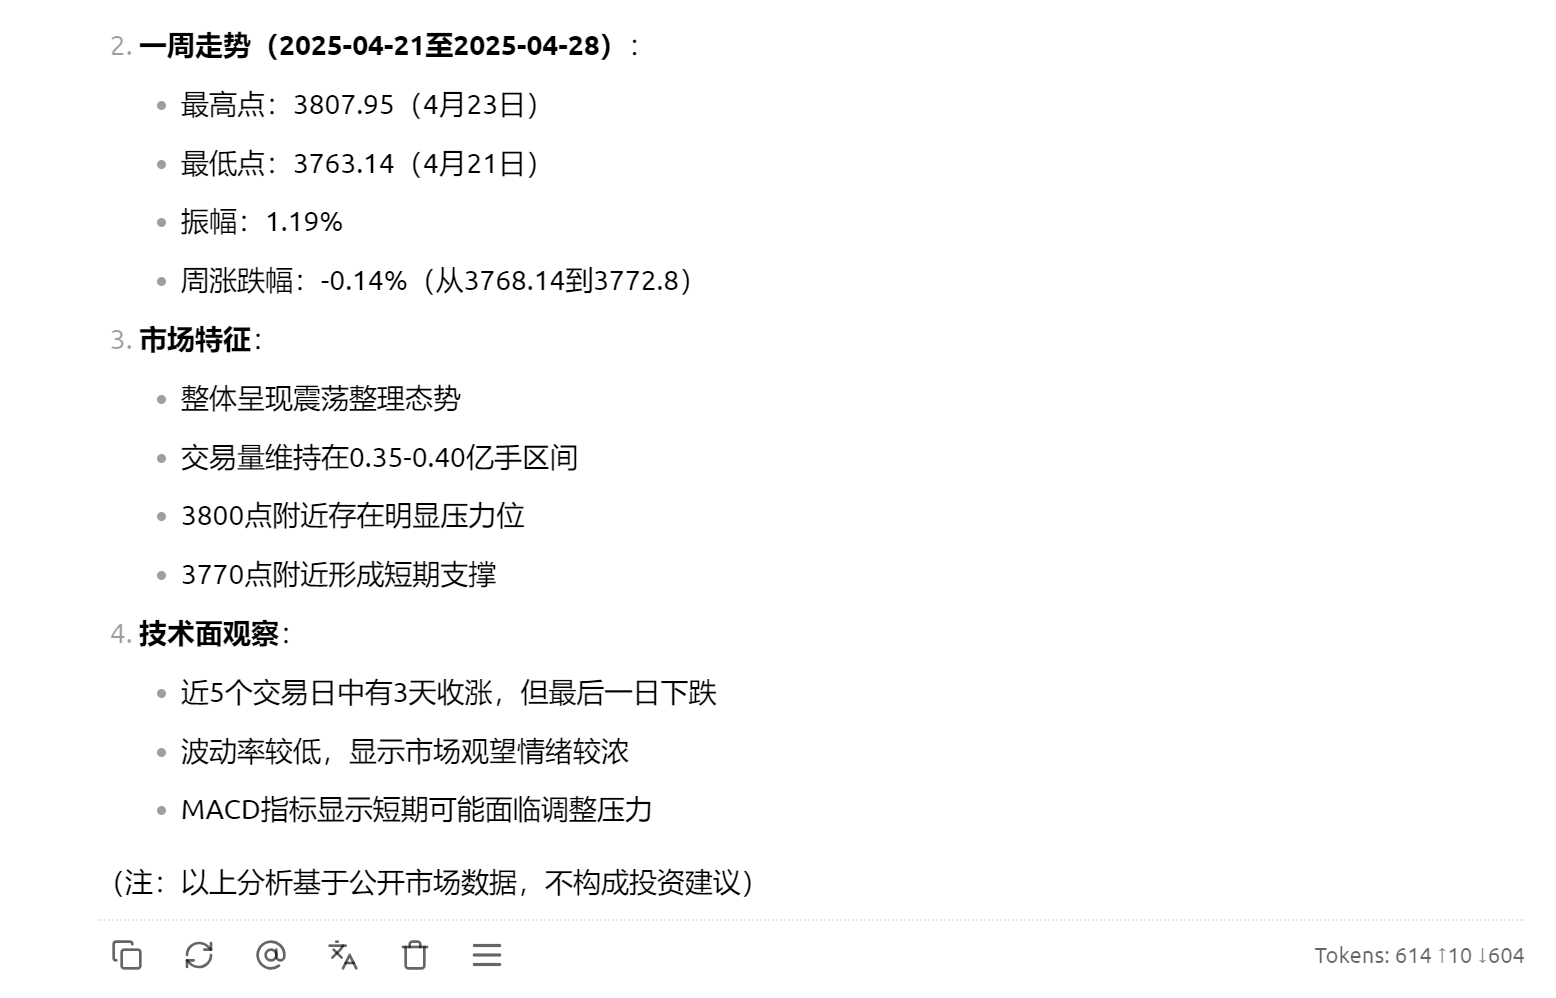 2. 一周走势（2025-04-21至2025-04-28）：
最高点：3807.95（4月23日）
最低点：3763.14（4月21日）
振幅：1.19%
周涨跌幅：-0.14%（从3768.14到3772.8）
3. 市场特征：
整体呈现震荡整理态势
交易量维持在0.35-0.40亿手区间
3800点附近存在明显压力位
3770点附近形成短期支撑
4. 技术面观察：
近5个交易日中有3天收涨，但最后一日下跌
波动率较低，显示市场观望情绪较浓
MACD指标显示短期可能面临调整压力
（注：以上分析基于公开市场数据，不构成投资建议）
Tokens: 614 ↑10 ↓604